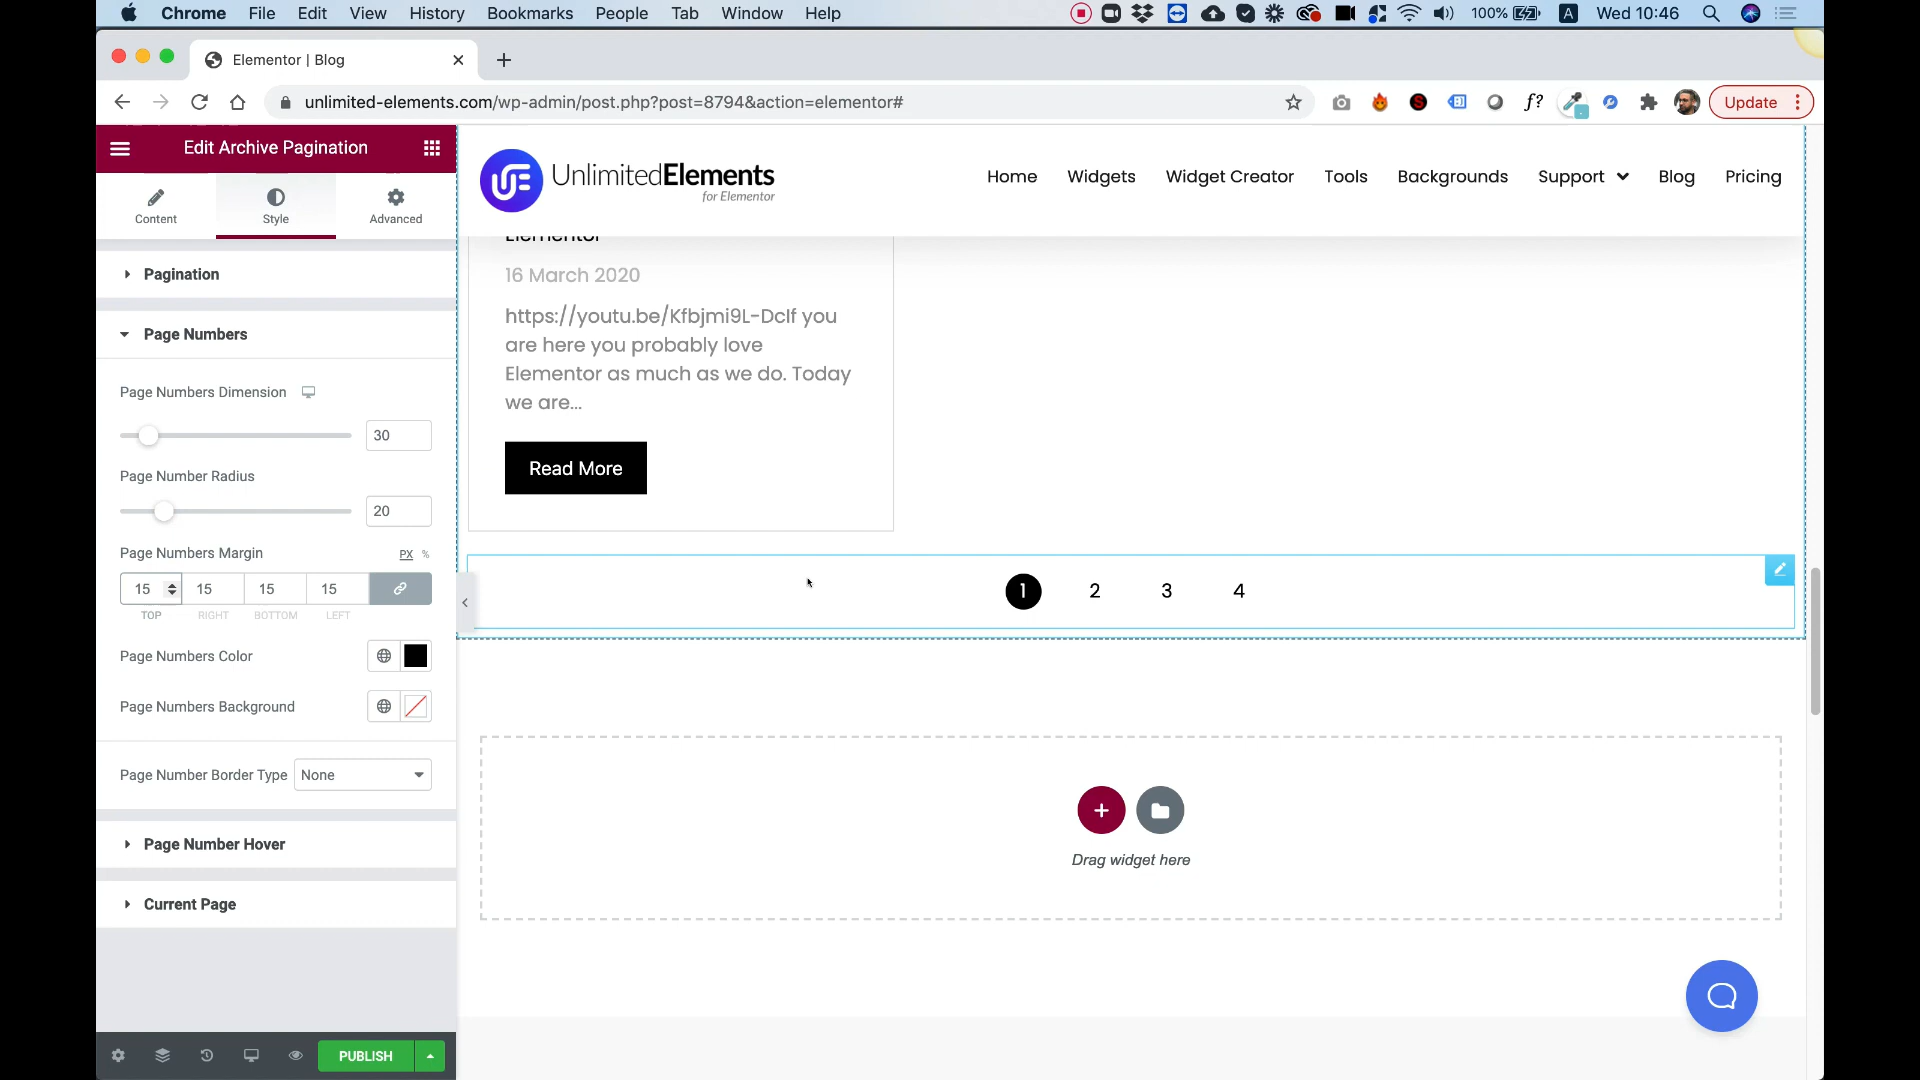 Chrome File Edit View History Bookmarks People Tab Window Help 100% A Wed 10:46
Elementor | Blog
unlimited-elements.com/wp-admin/post.php?post=8794&action=elementor# f? Update
Edit Archive Pagination
Content Style Advanced
Pagination
Page Numbers
Page Numbers Dimension
30
Page Number Radius
20
Page Numbers Margin PX %
15 15 15 15
TOP RIGHT BOTTOM LEFT
Page Numbers Color
Page Numbers Background
Page Number Border Type None
Page Number Hover
Current Page
PUBLISH
UnlimitedElements
for Elementor
Home Widgets Widget Creator Tools Backgrounds Support Blog Pricing
Elementor
16 March 2020
https://youtu.be/Kfbjmi9L-DcIf you
are here you probably love
Elementor as much as we do. Today
we are...
Read More
1 2 3 4
Drag widget here